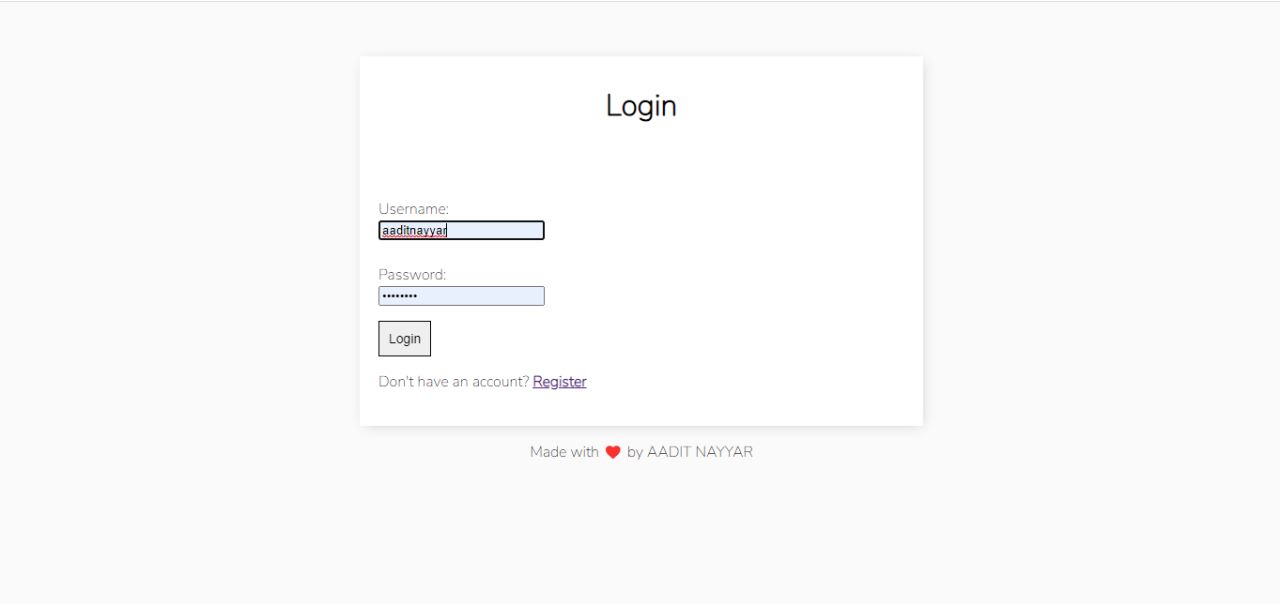 Login
Username:
aaditnayyar
Password:
••••••••
Login
Don't have an account? Register
Made with ❤️ by AADIT NAYYAR